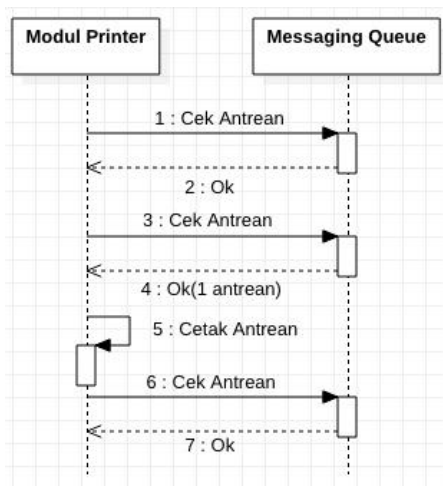 Modul Printer
Messaging Queue
1 : Cek Antrean
2 : Ok
3 : Cek Antrean
4 : Ok(1 antrean)
5 : Cetak Antrean
6 : Cek Antrean
7 : Ok